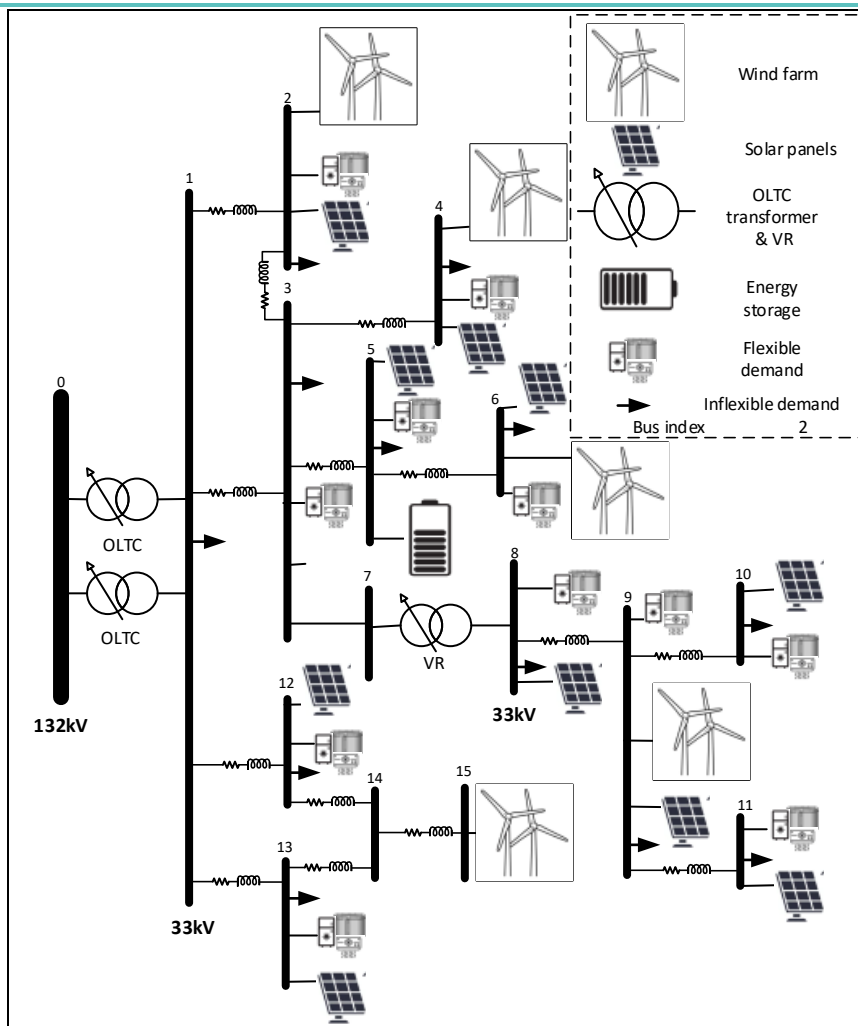 2
Wind farm
Solar panels
1
4
OLTC
transformer
& VR
3
Energy
storage
5
Flexible
demand
0
6
Inflexible demand
Bus index 2
OLTC
8
7
10
9
OLTC
VR
12
33kV
132kV
14
15
11
13
33kV